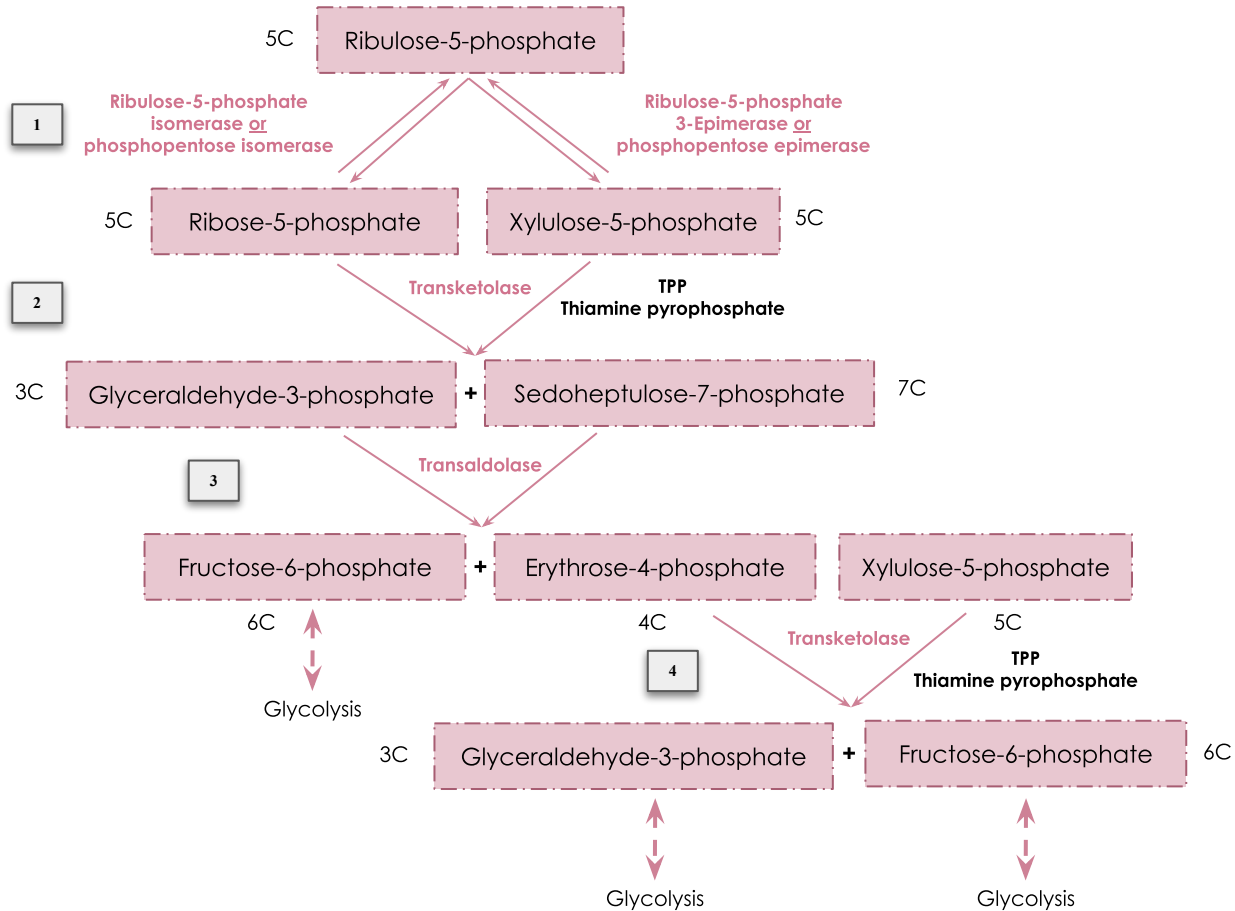 5C
Ribulose-5-phosphate
1
Ribulose-5-phosphate
isomerase or
phosphopentose isomerase
Ribulose-5-phosphate
3-Epimerase or
phosphopentose epimerase
5C
Ribose-5-phosphate
Xylulose-5-phosphate
5C
2
Transketolase
TPP
Thiamine pyrophosphate
3C
Glyceraldehyde-3-phosphate
+
Sedoheptulose-7-phosphate
7C
3
Transaldolase
Fructose-6-phosphate
+
Erythrose-4-phosphate
Xylulose-5-phosphate
6C
4C
5C
Glycolysis
4
Transketolase
TPP
Thiamine pyrophosphate
3C
Glyceraldehyde-3-phosphate
+
Fructose-6-phosphate
6C
Glycolysis
Glycolysis